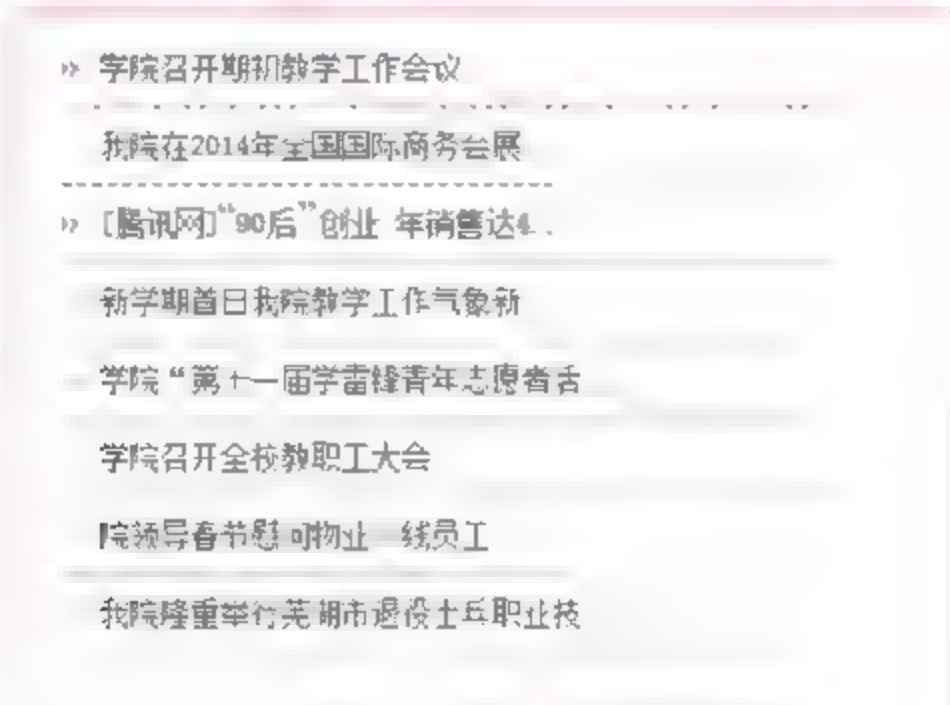 » 学院召开期初教学工作会议
我院在2014年全国国际商务会展
» [腾讯网]“90后”创业 年销售达4..
新学期首日我院教学工作气象新
学院“第十一届学雷锋青年志愿者活
学院召开全校教职工大会
院领导春节慰问物业一线员工
我院隆重举行芜湖市退役士兵职业技